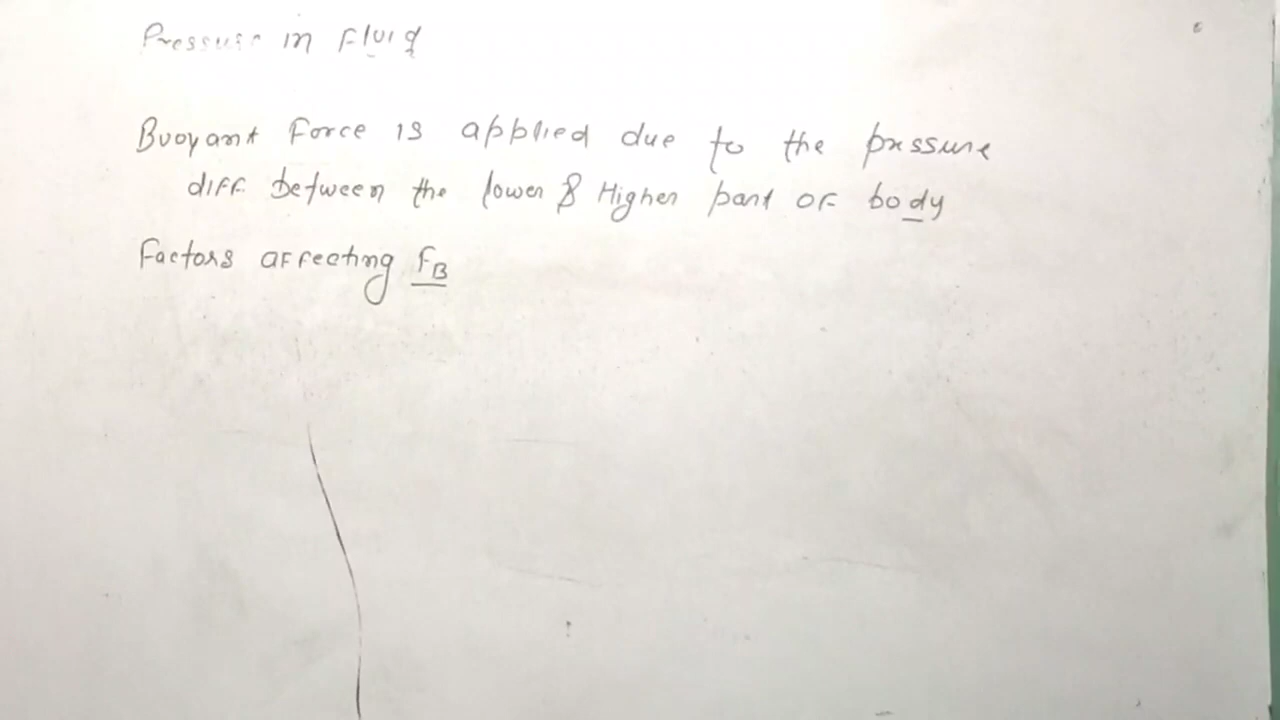 Pressure in Fluid
Buoyant Force is applied due to the pressure
diff between the lower & Higher part of body
Factors affecting FB